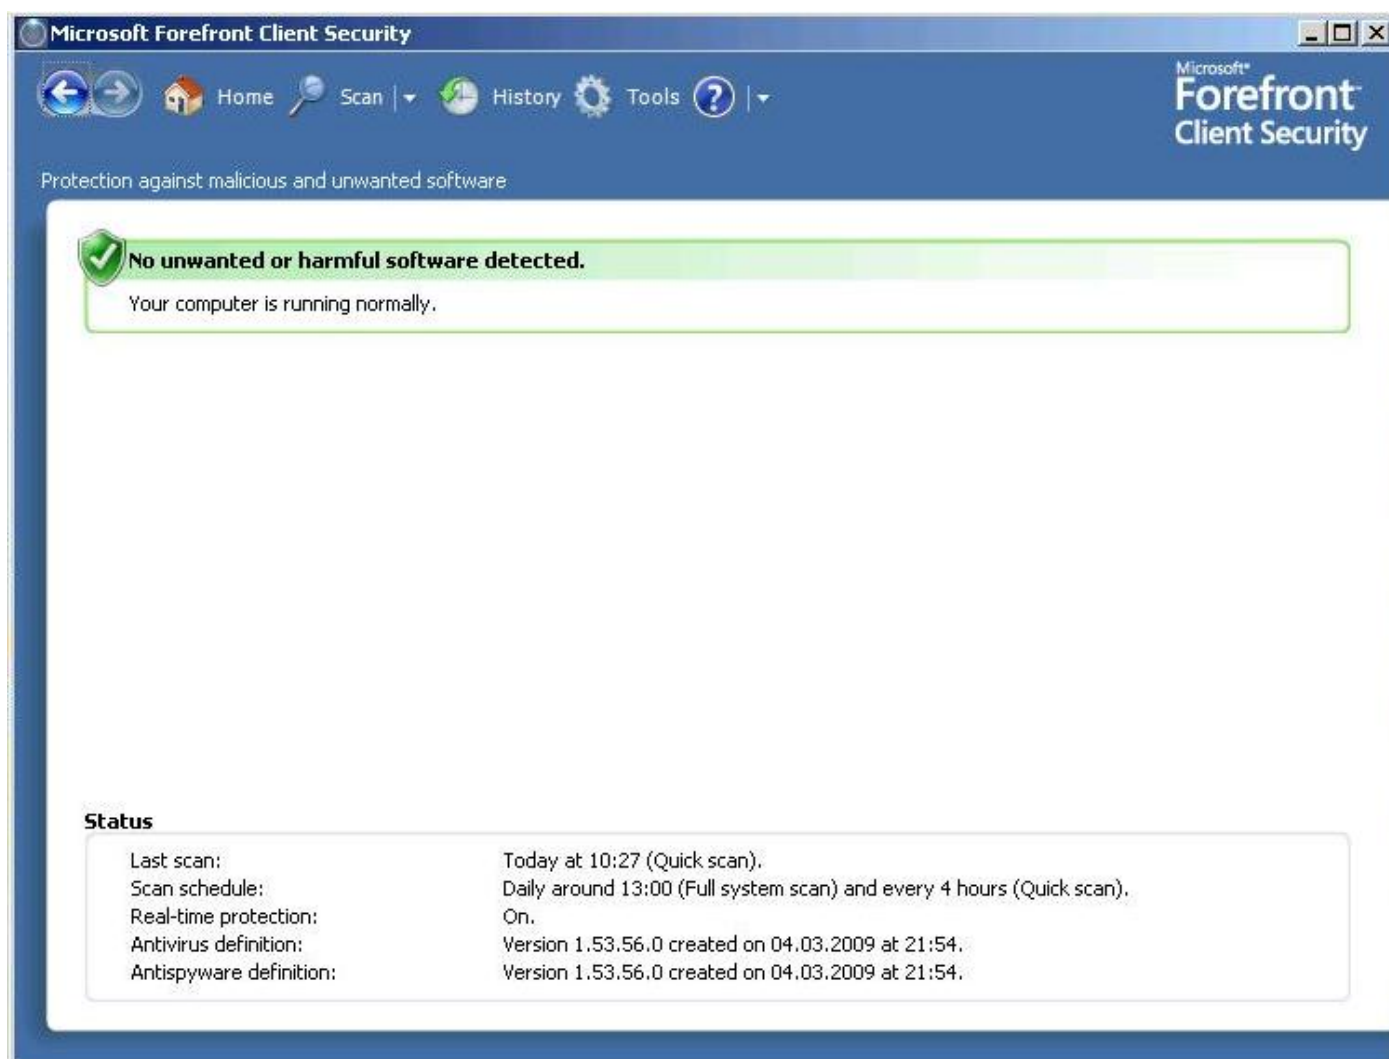 Microsoft Forefront Client Security
Home Scan History Tools ?
Microsoft®
Forefront™
Client Security
Protection against malicious and unwanted software
No unwanted or harmful software detected.
Your computer is running normally.
Status
Last scan: Today at 10:27 (Quick scan).
Scan schedule: Daily around 13:00 (Full system scan) and every 4 hours (Quick scan).
Real-time protection: On.
Antivirus definition: Version 1.53.56.0 created on 04.03.2009 at 21:54.
Antispyware definition: Version 1.53.56.0 created on 04.03.2009 at 21:54.